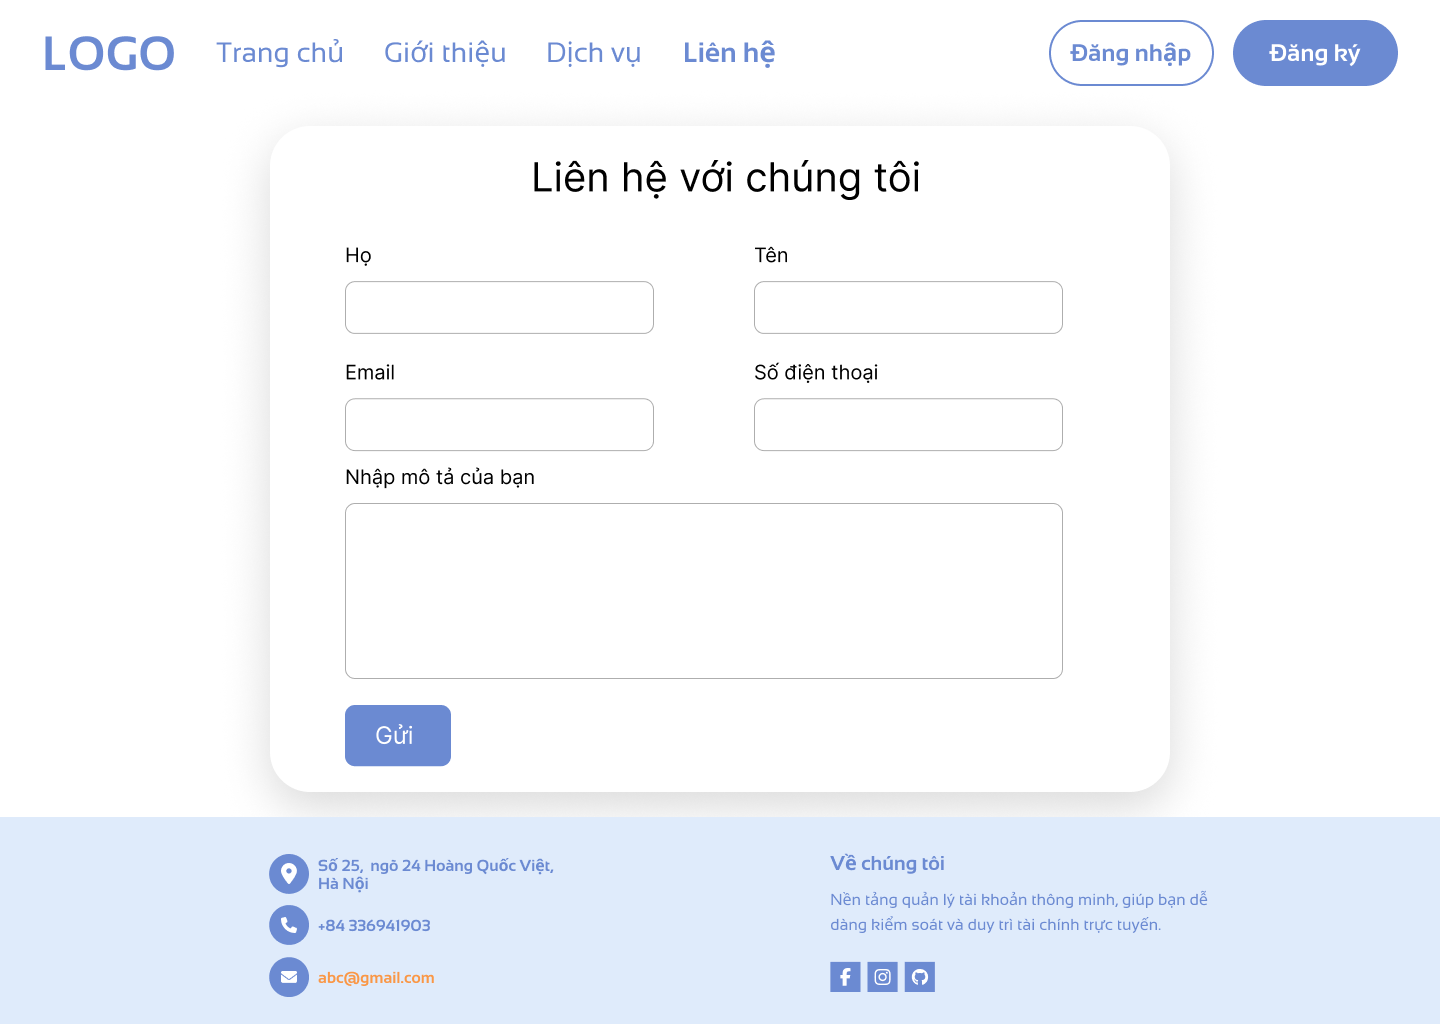 LOGO Trang chủ Giới thiệu Dịch vụ Liên hệ Đăng nhập Đăng ký
Liên hệ với chúng tôi
Họ Tên
Email Số điện thoại
Nhập mô tả của bạn
Gửi
Số 25, ngõ 24 Hoàng Quốc Việt,
Hà Nội
+84 336941903
abc@gmail.com
Về chúng tôi
Nền tảng quản lý tài khoản thông minh, giúp bạn dễ
dàng kiểm soát và duy trì tài chính trực tuyến.